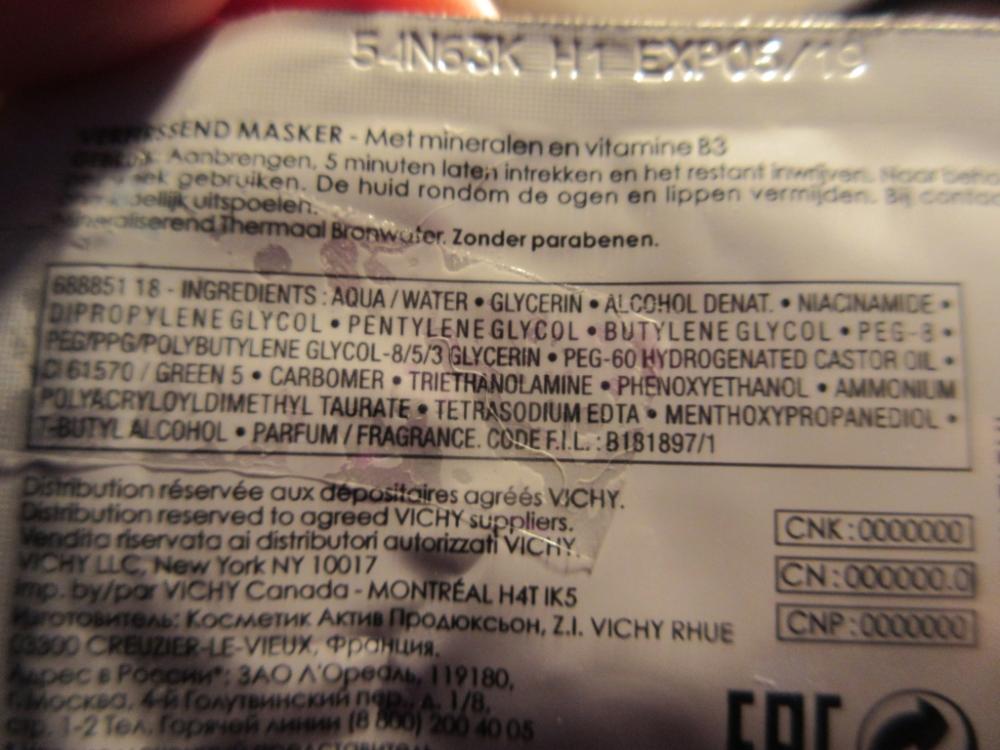 54N63K H1 EXP05/19
MASKER - Met mineralen en vitamine B3
Aanbrengen, 5 minuten laten intrekken en het restant inwrijven. Naar
gebruiken. De huid rondom de ogen en lippen vermijden. Bij
uitspoelen.
Thermaal Bronwater. Zonder parabenen.
688851 18 - INGREDIENTS : AQUA / WATER • GLYCERIN • ALCOHOL DENAT. • NIACINAMIDE •
DIPROPYLENE GLYCOL • PENTYLENE GLYCOL • BUTYLENE GLYCOL • PEG-8 •
PEG/PPG/POLYBUTYLENE GLYCOL-8/5/3 GLYCERIN • PEG-60 HYDROGENATED CASTOR OIL •
CI 61570 / GREEN 5 • CARBOMER • TRIETHANOLAMINE • PHENOXYETHANOL • AMMONIUM
POLYACRYLOYLDIMETHYL TAURATE • TETRASODIUM EDTA • MENTHOXYPROPANEDIOL •
T-BUTYL ALCOHOL • PARFUM / FRAGRANCE. CODE F.I.L. : B181897/1
Distribution réservée aux dépositaires agréés VICHY.
Distribution reserved to agreed VICHY suppliers.
Vendita riservata ai distributori autorizzati VICHY.
VICHY LLC, New York NY 10017
Imp. by/par VICHY Canada - MONTRÉAL H4T 1K5
Изготовитель: Косметик Актив Продюксьон, Z.I. VICHY RHUE
03300 CREUZIER-LE-VIEUX, Франция.
Адрес в России*: ЗАО Л'Ореаль, 119180,
г. Москва, 4-й Голутвинский пер., д. 1/8,
стр. 1-2 Тел. Горячей линии (8 800) 200 40 05
CNK : 0000000
CN : 000000.0
CNP : 0000000
EAC